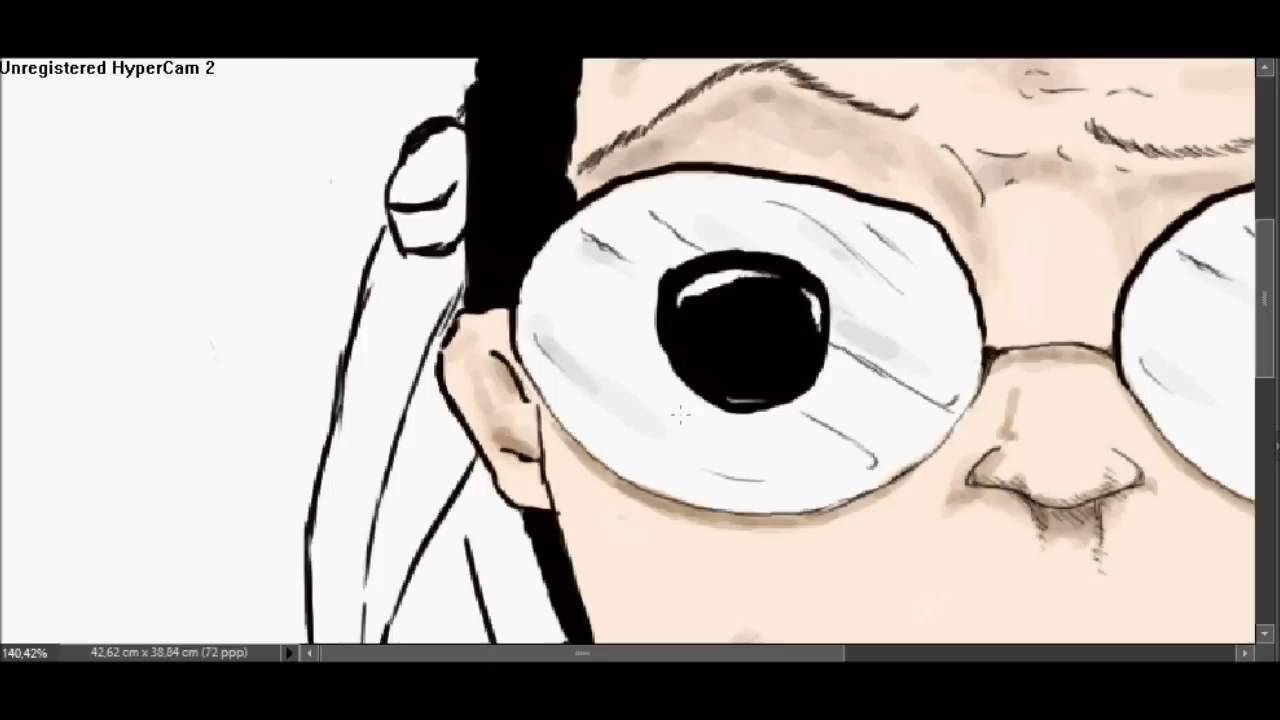 Unregistered HyperCam 2
140,42%
42,62 cm x 38,84 cm (72 ppp)